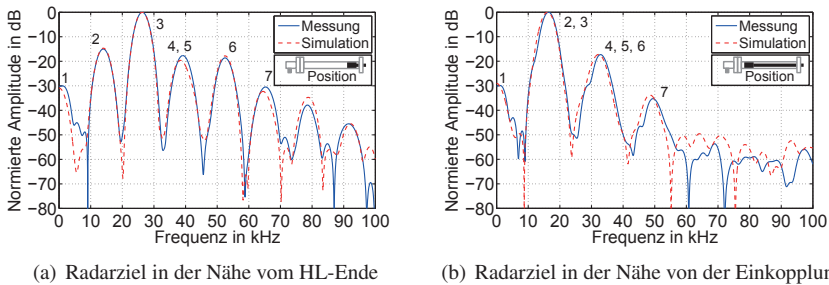 Normierte Amplitude in dB
0
−10
−20
−30
−40
−50
−60
−70
−80
1
2
3
4, 5
6
7
Messung
Simulation
Position
0 10 20 30 40 50 60 70 80 90 100
Frequenz in kHz
(a) Radarziel in der Nähe vom HL-Ende
Normierte Amplitude in dB
0
−10
−20
−30
−40
−50
−60
−70
−80
1
2, 3
4, 5, 6
7
Messung
Simulation
Position
0 10 20 30 40 50 60 70 80 90 100
Frequenz in kHz
(b) Radarziel in der Nähe von der Einkopplun